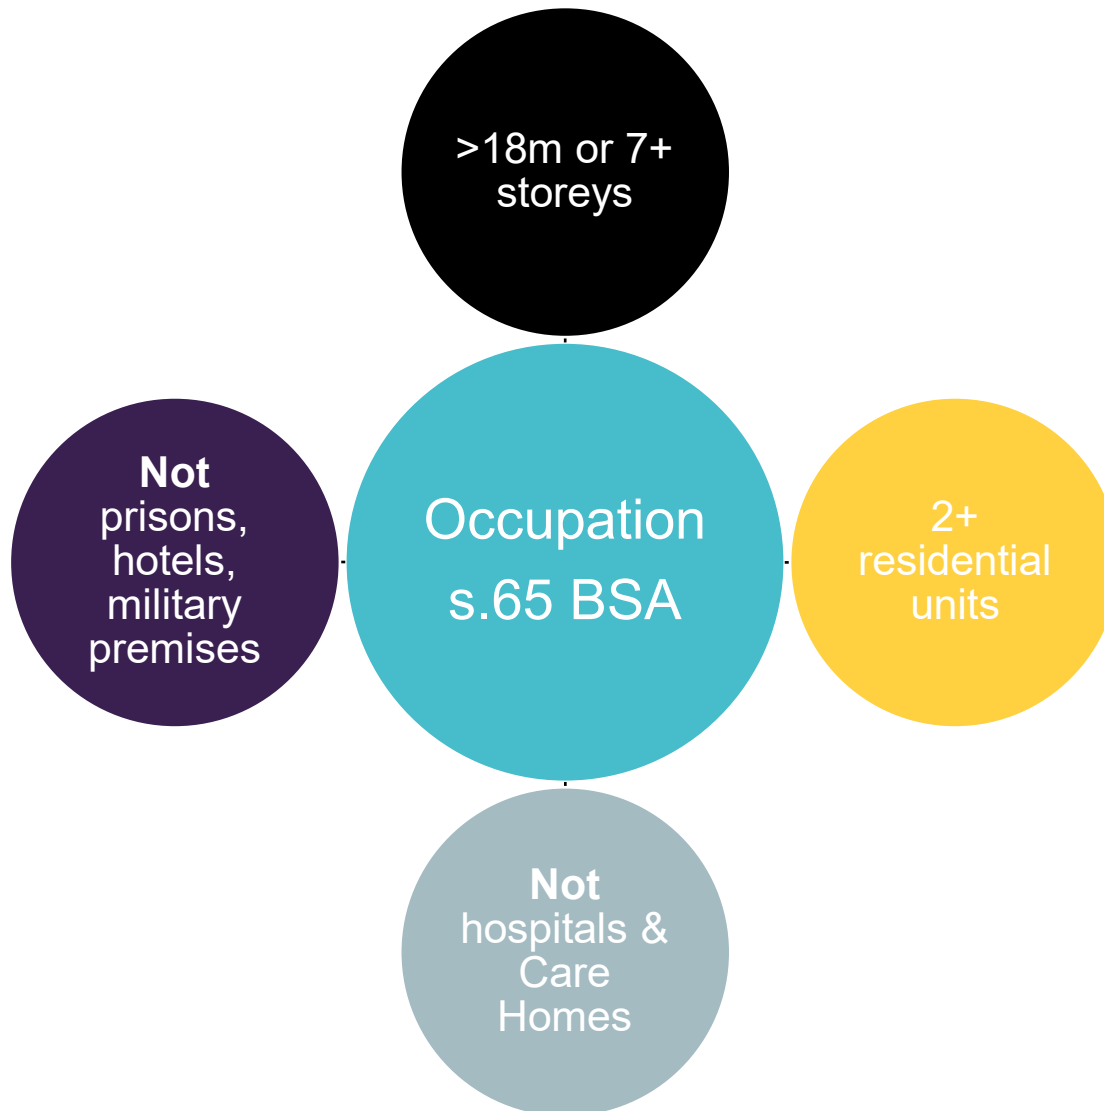 >18m or 7+
storeys
Not
prisons,
hotels,
military
premises
Occupation
s.65 BSA
2+
residential
units
Not
hospitals &
Care
Homes